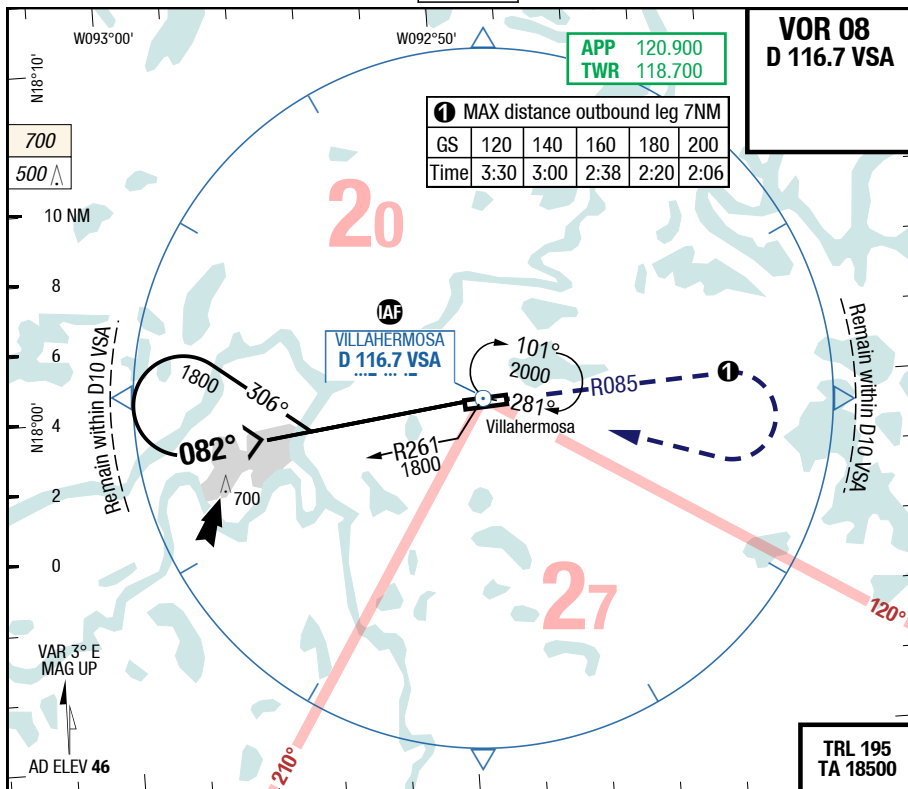 W093°00'
W092°50'
VOR 08
D 116.7 VSA
APP 120.900
TWR 118.700
N18°10'
1 MAX distance outbound leg 7NM
GS 120 140 160 180 200
Time 3:30 3:00 2:38 2:20 2:06
700
500
20
10 NM
8
6
4
2
0
IAF
VILLAHERMOSA
D 116.7 VSA
Remain within D10 VSA
Remain within D10 VSA
101°
2000
281°
Villahermosa
R085
1
1800
306°
082°
N18°00'
R261
1800
700
27
120°
210°
VAR 3° E
MAG UP
AD ELEV 46
TRL 195
TA 18500